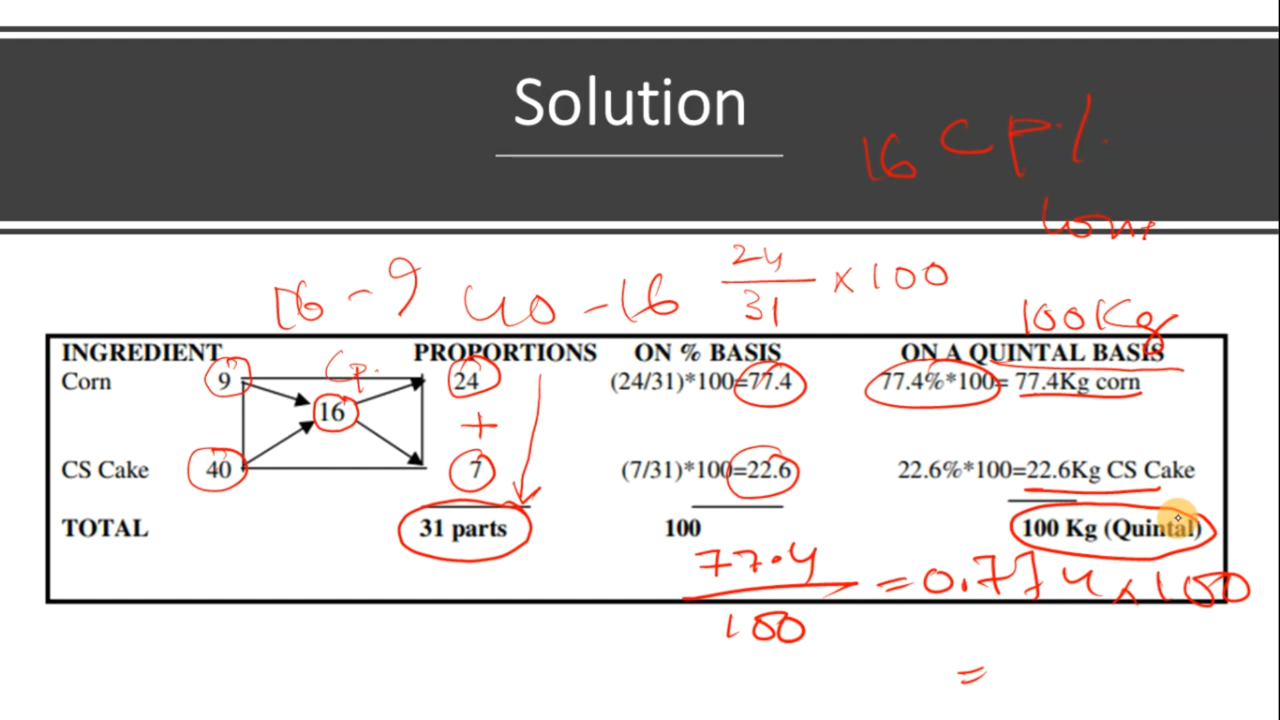 Solution
16 CP.%
16 - 9 40 - 16 24/31 × 100
100Kg
INGREDIENT PROPORTIONS ON % BASIS ON A QUINTAL BASIS
Corn 9 Cp. 24 (24/31)*100=77.4 77.4%*100= 77.4Kg corn
16 +
CS Cake 40 7 (7/31)*100=22.6 22.6%*100=22.6Kg CS Cake
TOTAL 31 parts 100 100 Kg (Quintal)
77.4/100 = 0.774 × 100
=